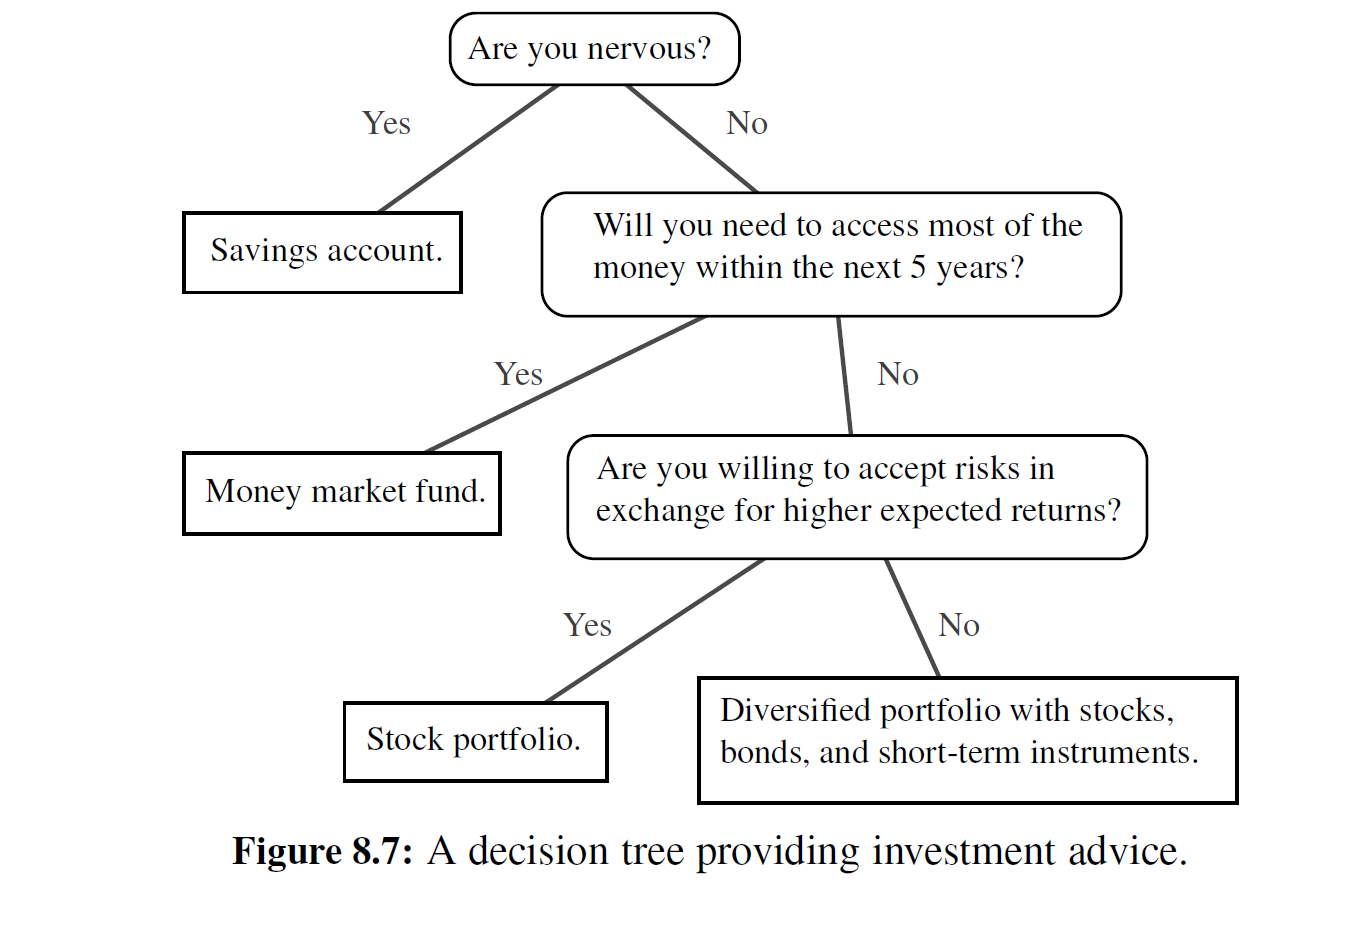 Are you nervous?
Yes
No
Savings account.
Will you need to access most of the
money within the next 5 years?
Yes
No
Money market fund.
Are you willing to accept risks in
exchange for higher expected returns?
Yes
No
Stock portfolio.
Diversified portfolio with stocks,
bonds, and short-term instruments.
Figure 8.7: A decision tree providing investment advice.